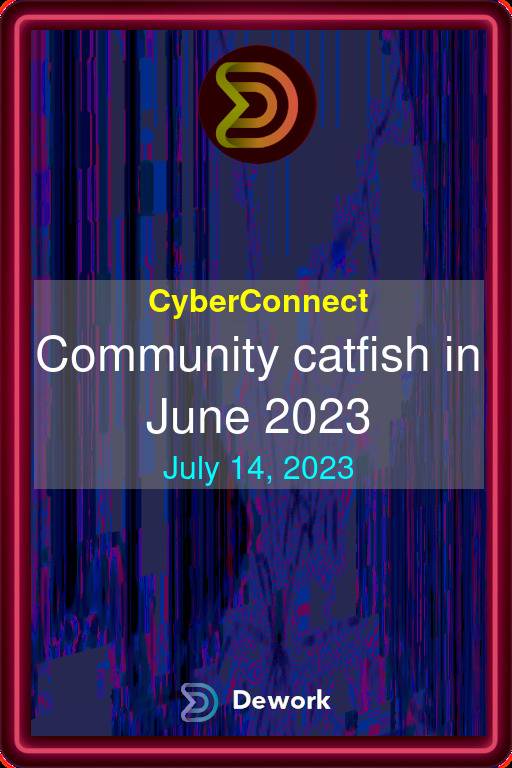 CyberConnect
Community catfish in
June 2023
July 14, 2023
Dework